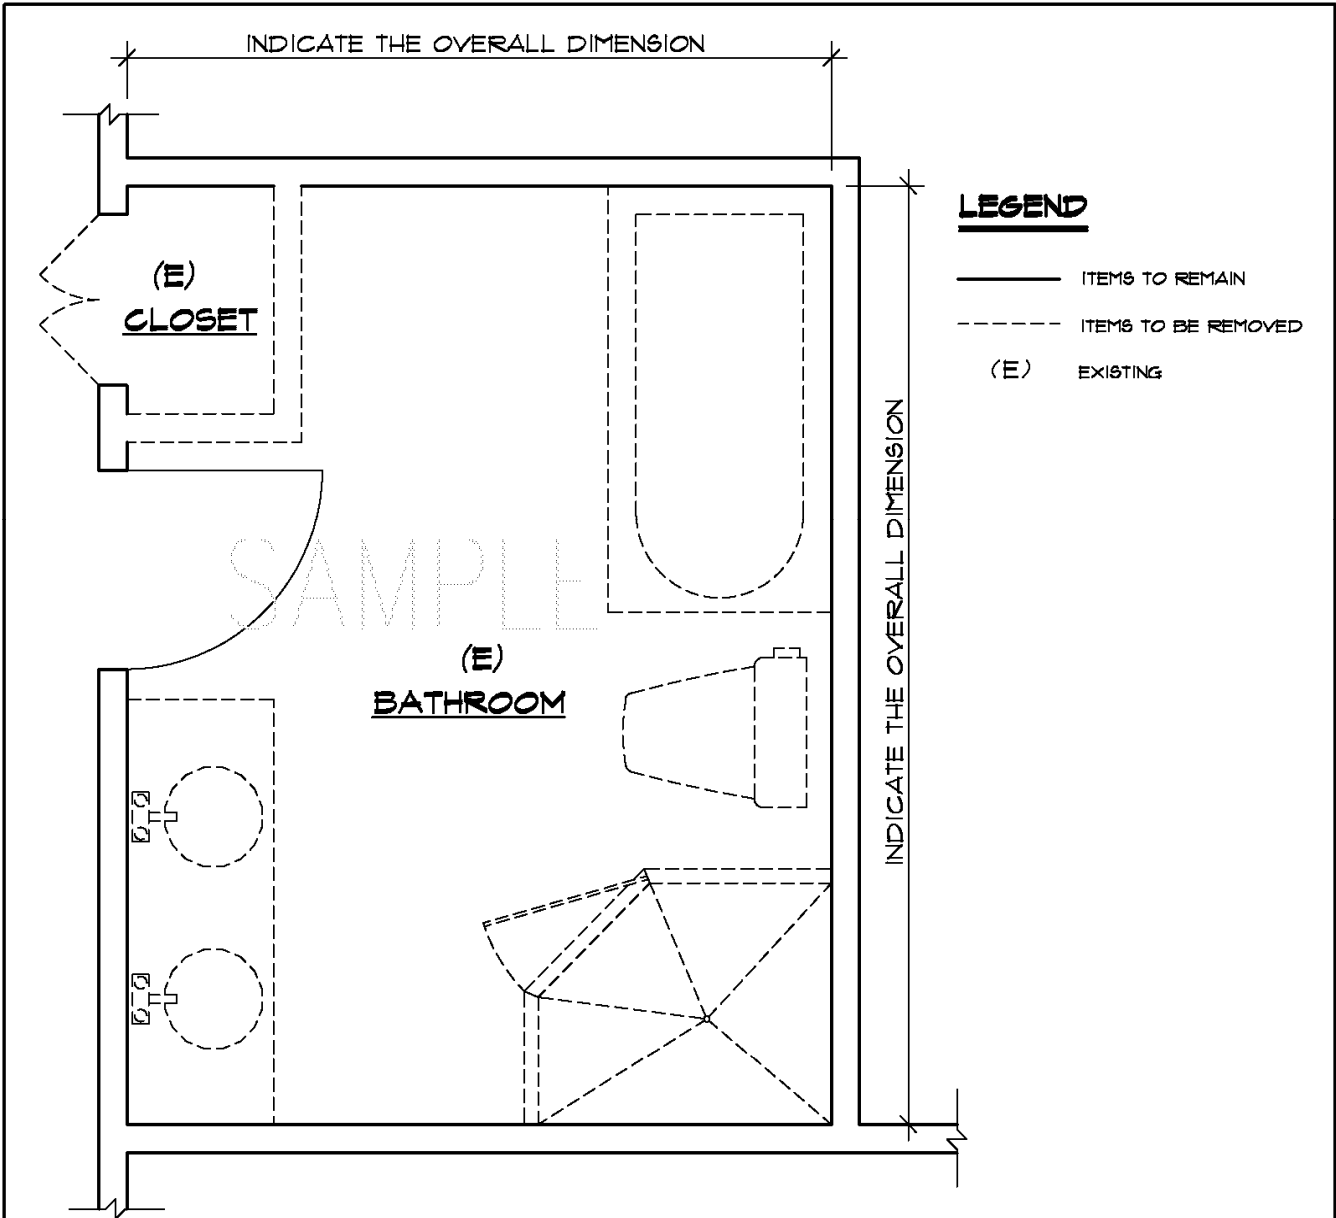 INDICATE THE OVERALL DIMENSION
LEGEND
ITEMS TO REMAIN
ITEMS TO BE REMOVED
(E) EXISTING
(E)
CLOSET
INDICATE THE OVERALL DIMENSION
SAMPLE
(E)
BATHROOM